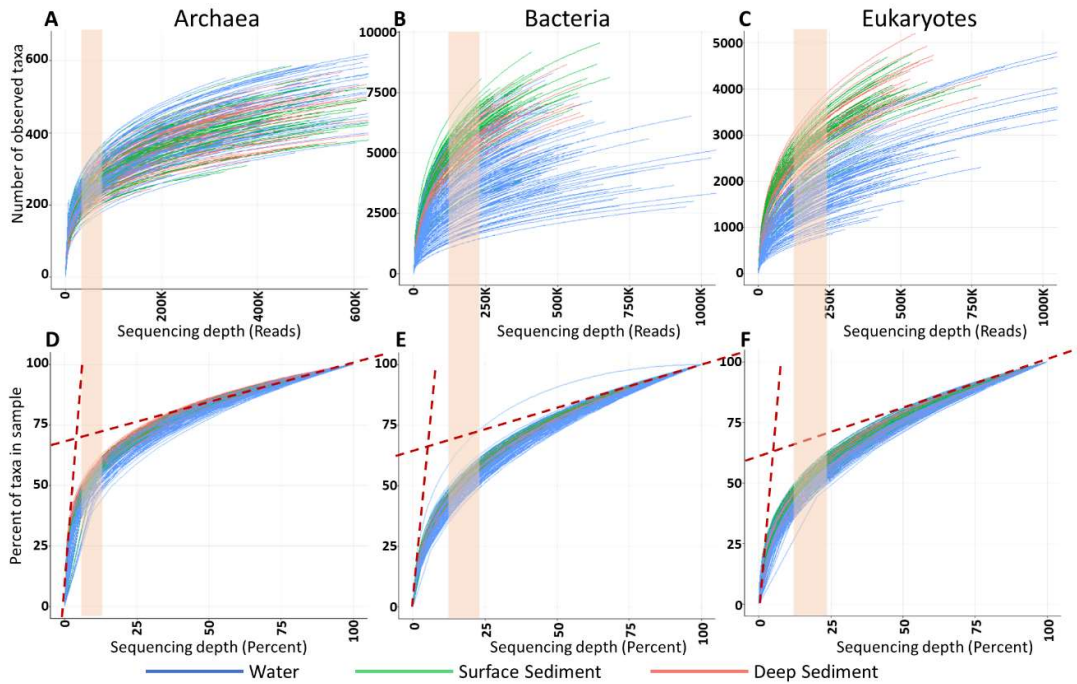 A Archaea B Bacteria C Eukaryotes
Number of observed taxa
600
400
200
0
0 200K 400K 600K
Sequencing depth (Reads)
10000
7500
5000
2500
0
0 250K 500K 750K 1000K
Sequencing depth (Reads)
5000
4000
3000
2000
1000
0
0 250K 500K 750K 1000K
Sequencing depth (Reads)
D E F
Percent of taxa in sample
100
75
50
25
0
0 25 50 75 100
Sequencing depth (Percent)
100
75
50
25
0
0 25 50 75 100
Sequencing depth (Percent)
100
75
50
25
0
0 25 50 75 100
Sequencing depth (Percent)
Water Surface Sediment Deep Sediment